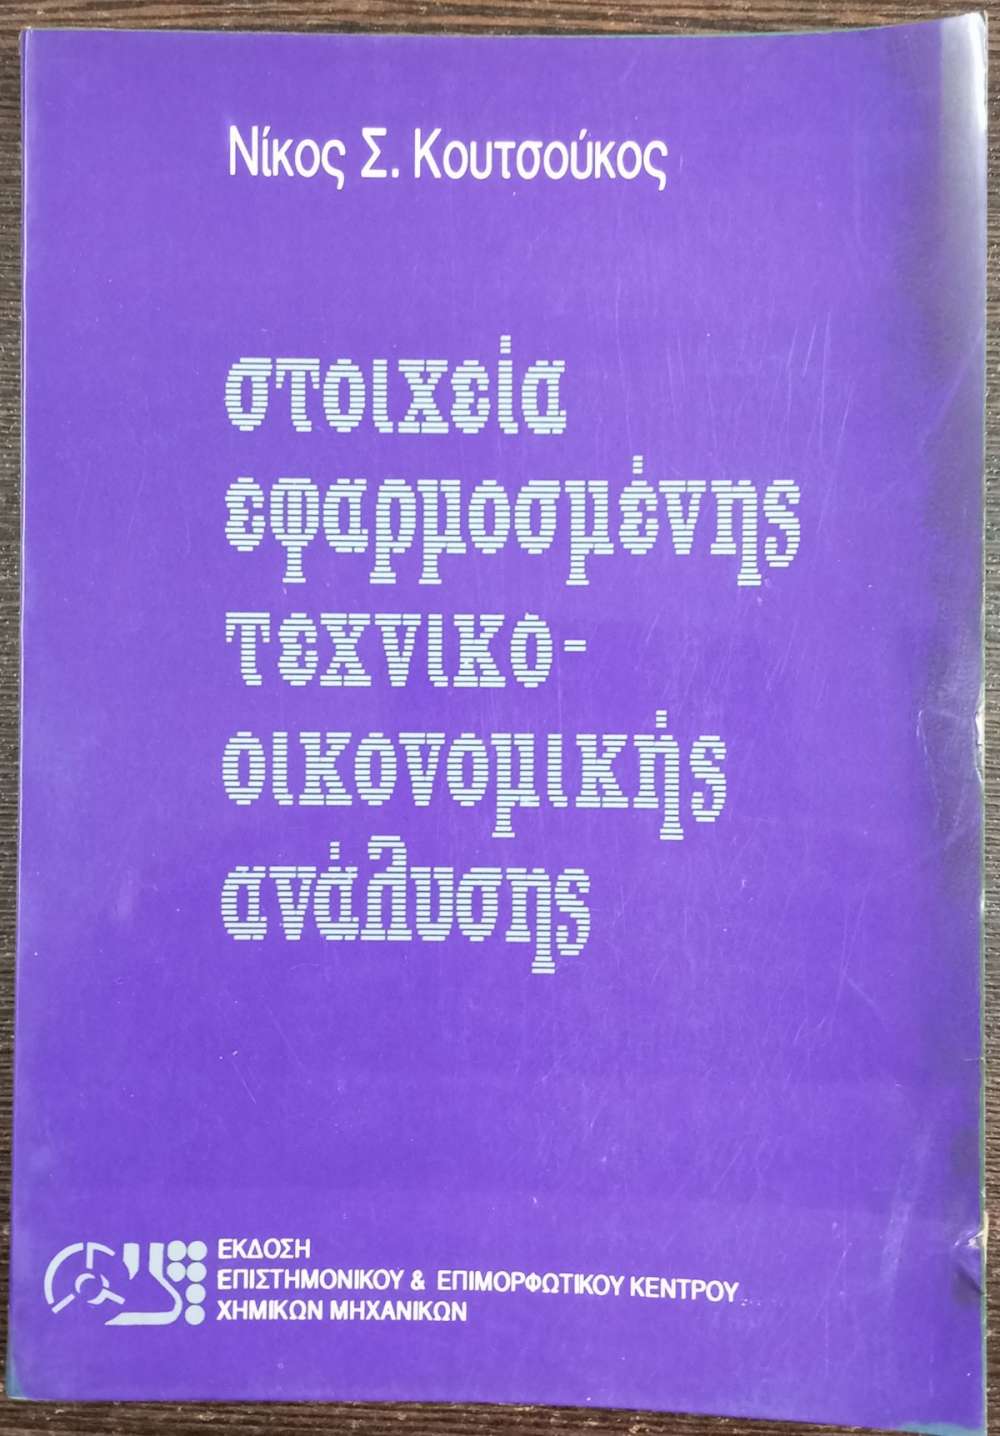 Νίκος Σ. Κουτσούκος
στοιχεία
εφαρμοσμένης
τεχνικο-
οικονομικής
ανάλυσης
ΕΚΔΟΣΗ
ΕΠΙΣΤΗΜΟΝΙΚΟΥ & ΕΠΙΜΟΡΦΩΤΙΚΟΥ ΚΕΝΤΡΟΥ
ΧΗΜΙΚΩΝ ΜΗΧΑΝΙΚΩΝ